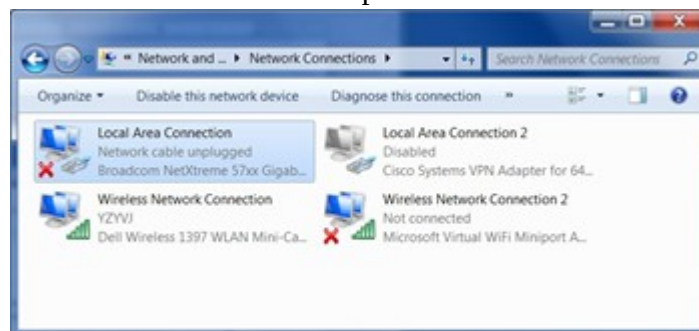 « Network and ... ▸ Network Connections ▸
Search Network Connections
Organize ▾ Disable this network device Diagnose this connection »
Local Area Connection
Network cable unplugged
Broadcom NetXtreme 57xx Gigab...
Local Area Connection 2
Disabled
Cisco Systems VPN Adapter for 64...
Wireless Network Connection
YZYVJ
Dell Wireless 1397 WLAN Mini-Ca...
Wireless Network Connection 2
Not connected
Microsoft Virtual WiFi Miniport A...